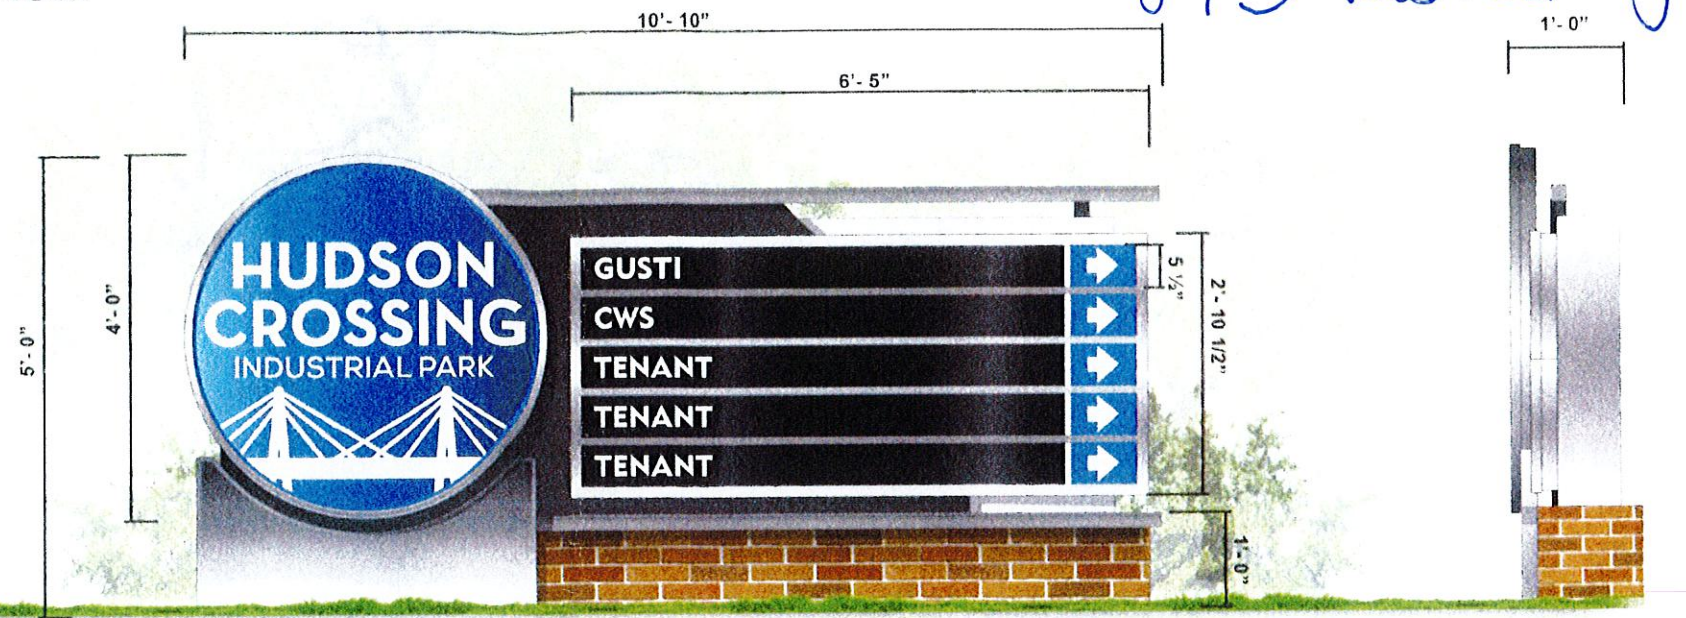 10'- 10"
1'- 0"
6'- 5"
HUDSON
CROSSING
INDUSTRIAL PARK
GUSTI
CWS
TENANT
TENANT
TENANT
5 ½"
2'- 10 1/2"
4'- 0"
5'- 0"
1'- 0"